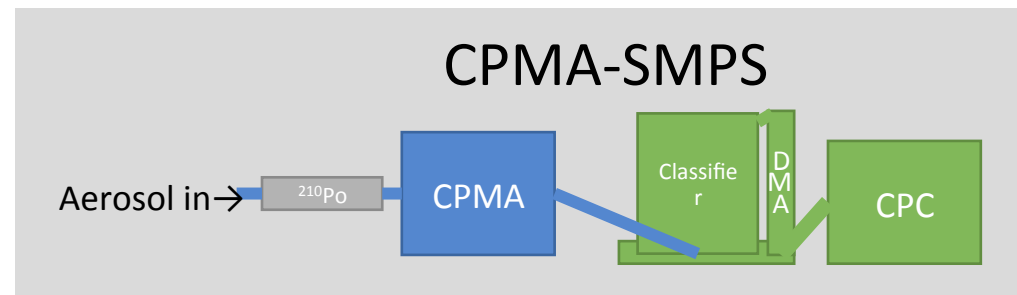 CPMA-SMPS
Aerosol in→
²¹⁰Po
CPMA
Classifie
r
D
M
A
CPC